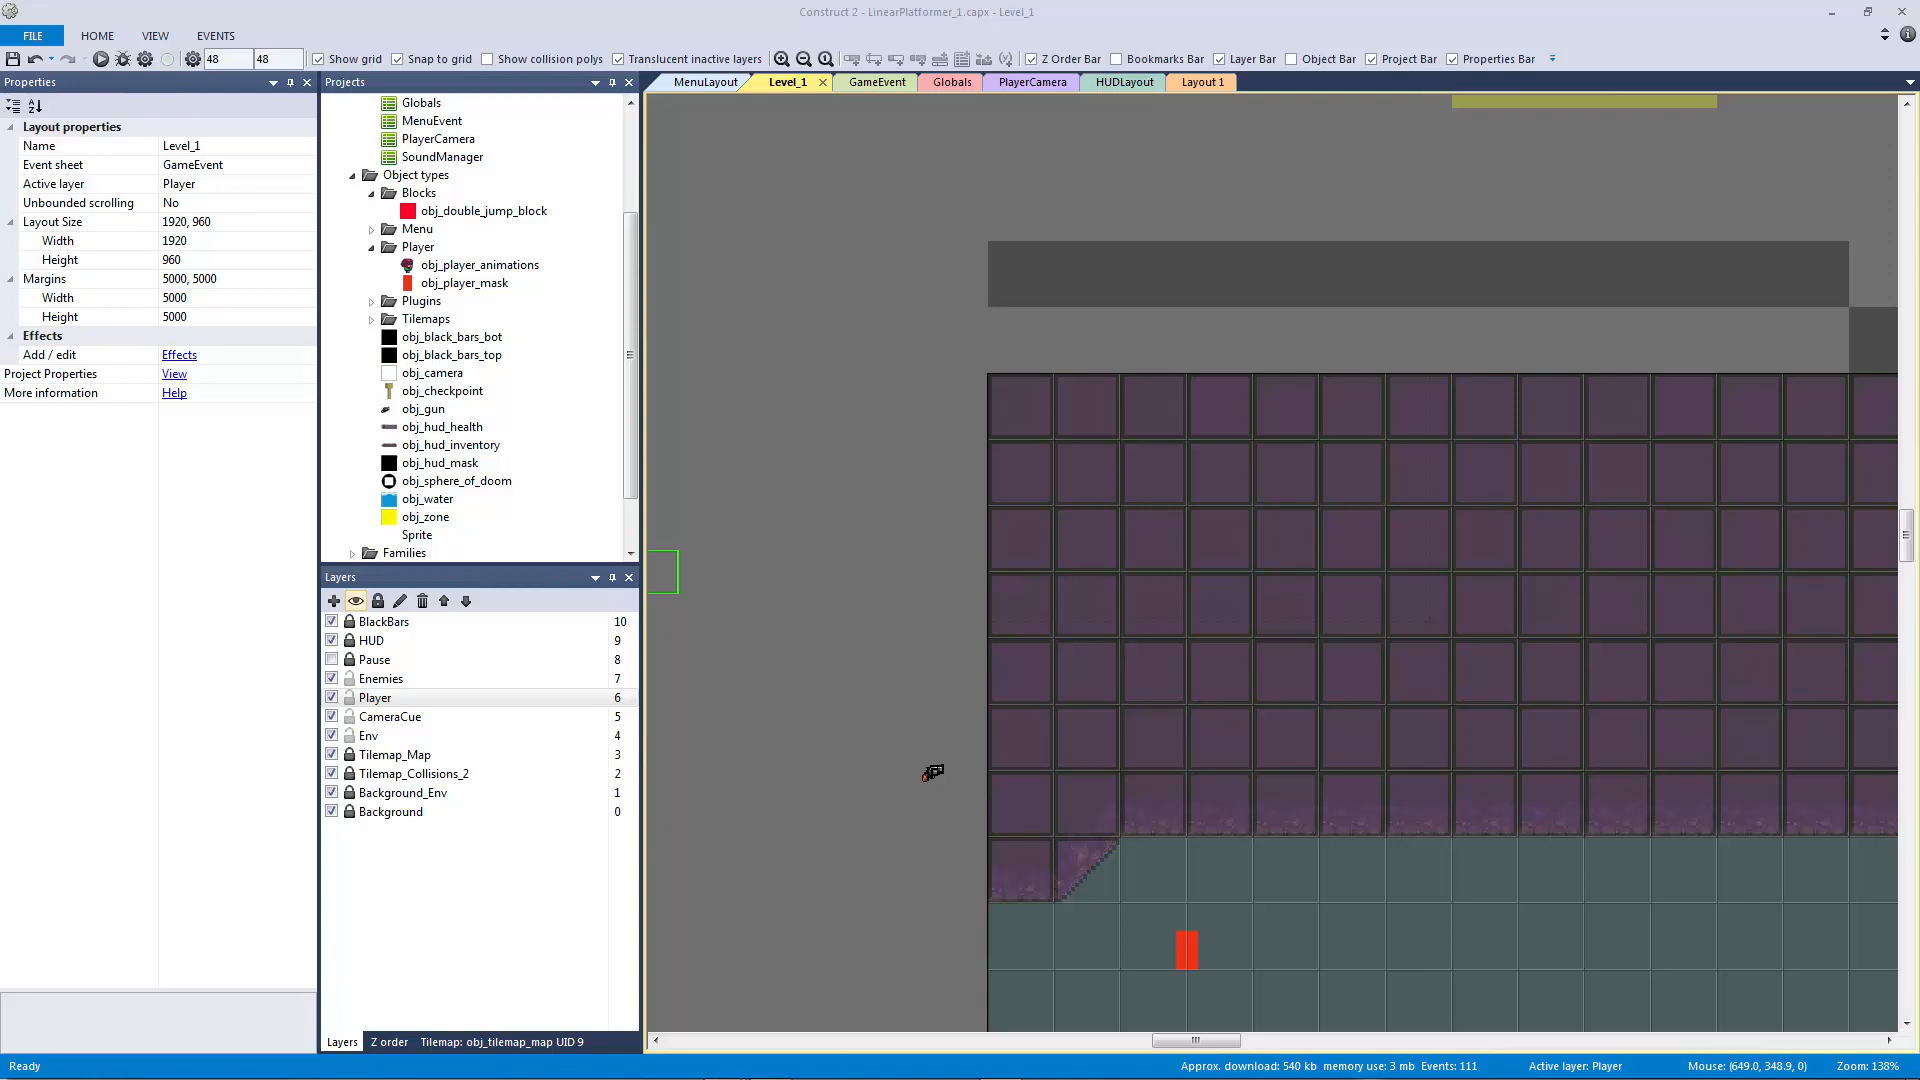 Construct 2 - LinearPlatformer_1.capx - Level_1
FILE HOME VIEW EVENTS
48 48 Show grid Snap to grid Show collision polys Translucent inactive layers Z Order Bar Bookmarks Bar Layer Bar Object Bar Project Bar Properties Bar
Properties
Layout properties
Name Level_1
Event sheet GameEvent
Active layer Player
Unbounded scrolling No
Layout Size 1920, 960
Width 1920
Height 960
Margins 5000, 5000
Width 5000
Height 5000
Effects
Add / edit Effects
Project Properties View
More information Help
Projects
Globals
MenuEvent
PlayerCamera
SoundManager
Object types
Blocks
obj_double_jump_block
Menu
Player
obj_player_animations
obj_player_mask
Plugins
Tilemaps
obj_black_bars_bot
obj_black_bars_top
obj_camera
obj_checkpoint
obj_gun
obj_hud_health
obj_hud_inventory
obj_hud_mask
obj_sphere_of_doom
obj_water
obj_zone
Sprite
Families
Layers
BlackBars 10
HUD 9
Pause 8
Enemies 7
Player 6
CameraCue 5
Env 4
Tilemap_Map 3
Tilemap_Collisions_2 2
Background_Env 1
Background 0
Layers Z order Tilemap: obj_tilemap_map UID 9
MenuLayout Level_1 GameEvent Globals PlayerCamera HUDLayout Layout 1
Ready Approx. download: 540 kb memory use: 3 mb Events: 111 Active layer: Player Mouse: (649.0, 348.9, 0) Zoom: 138%